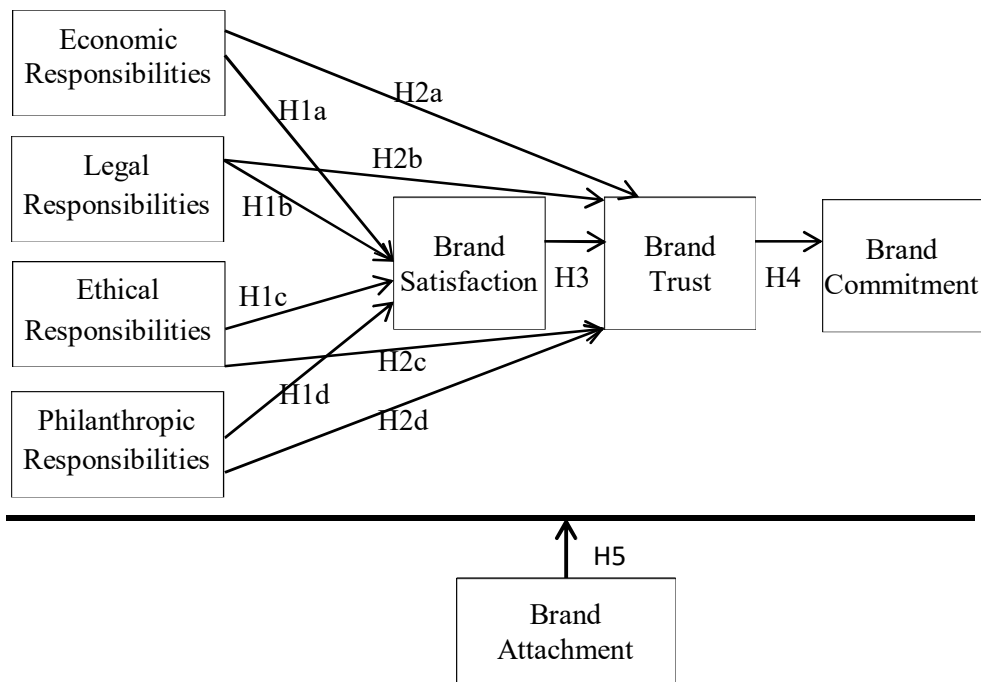 Economic
Responsibilities
H2a
H1a
Legal
Responsibilities
H2b
H1b
Brand
Satisfaction
H3
Brand
Trust
H4
Brand
Commitment
Ethical
Responsibilities
H1c
H2c
H1d
Philanthropic
Responsibilities
H2d
H5
Brand
Attachment